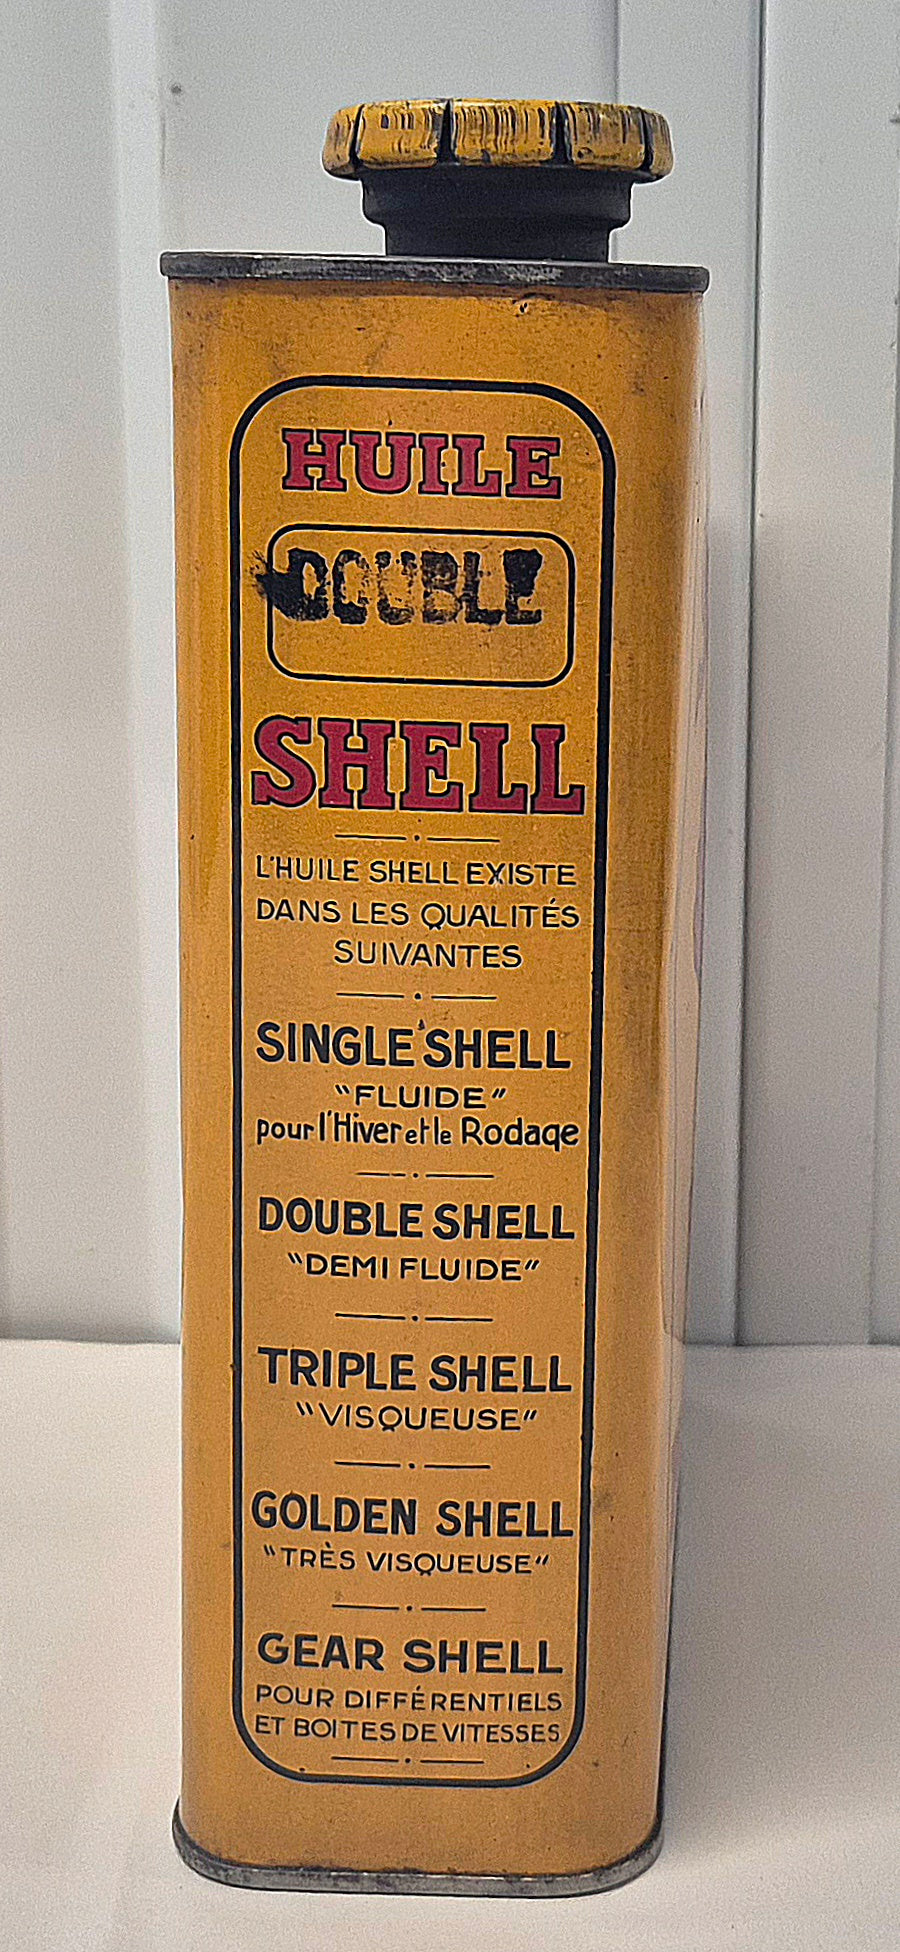 HUILE
DOUBLE
SHELL
L'HUILE SHELL EXISTE
DANS LES QUALITÉS
SUIVANTES
SINGLE SHELL
"FLUIDE"
pour l'Hiver et le Rodage
DOUBLE SHELL
"DEMI FLUIDE"
TRIPLE SHELL
"VISQUEUSE"
GOLDEN SHELL
"TRÈS VISQUEUSE"
GEAR SHELL
POUR DIFFÉRENTIELS
ET BOITES DE VITESSES